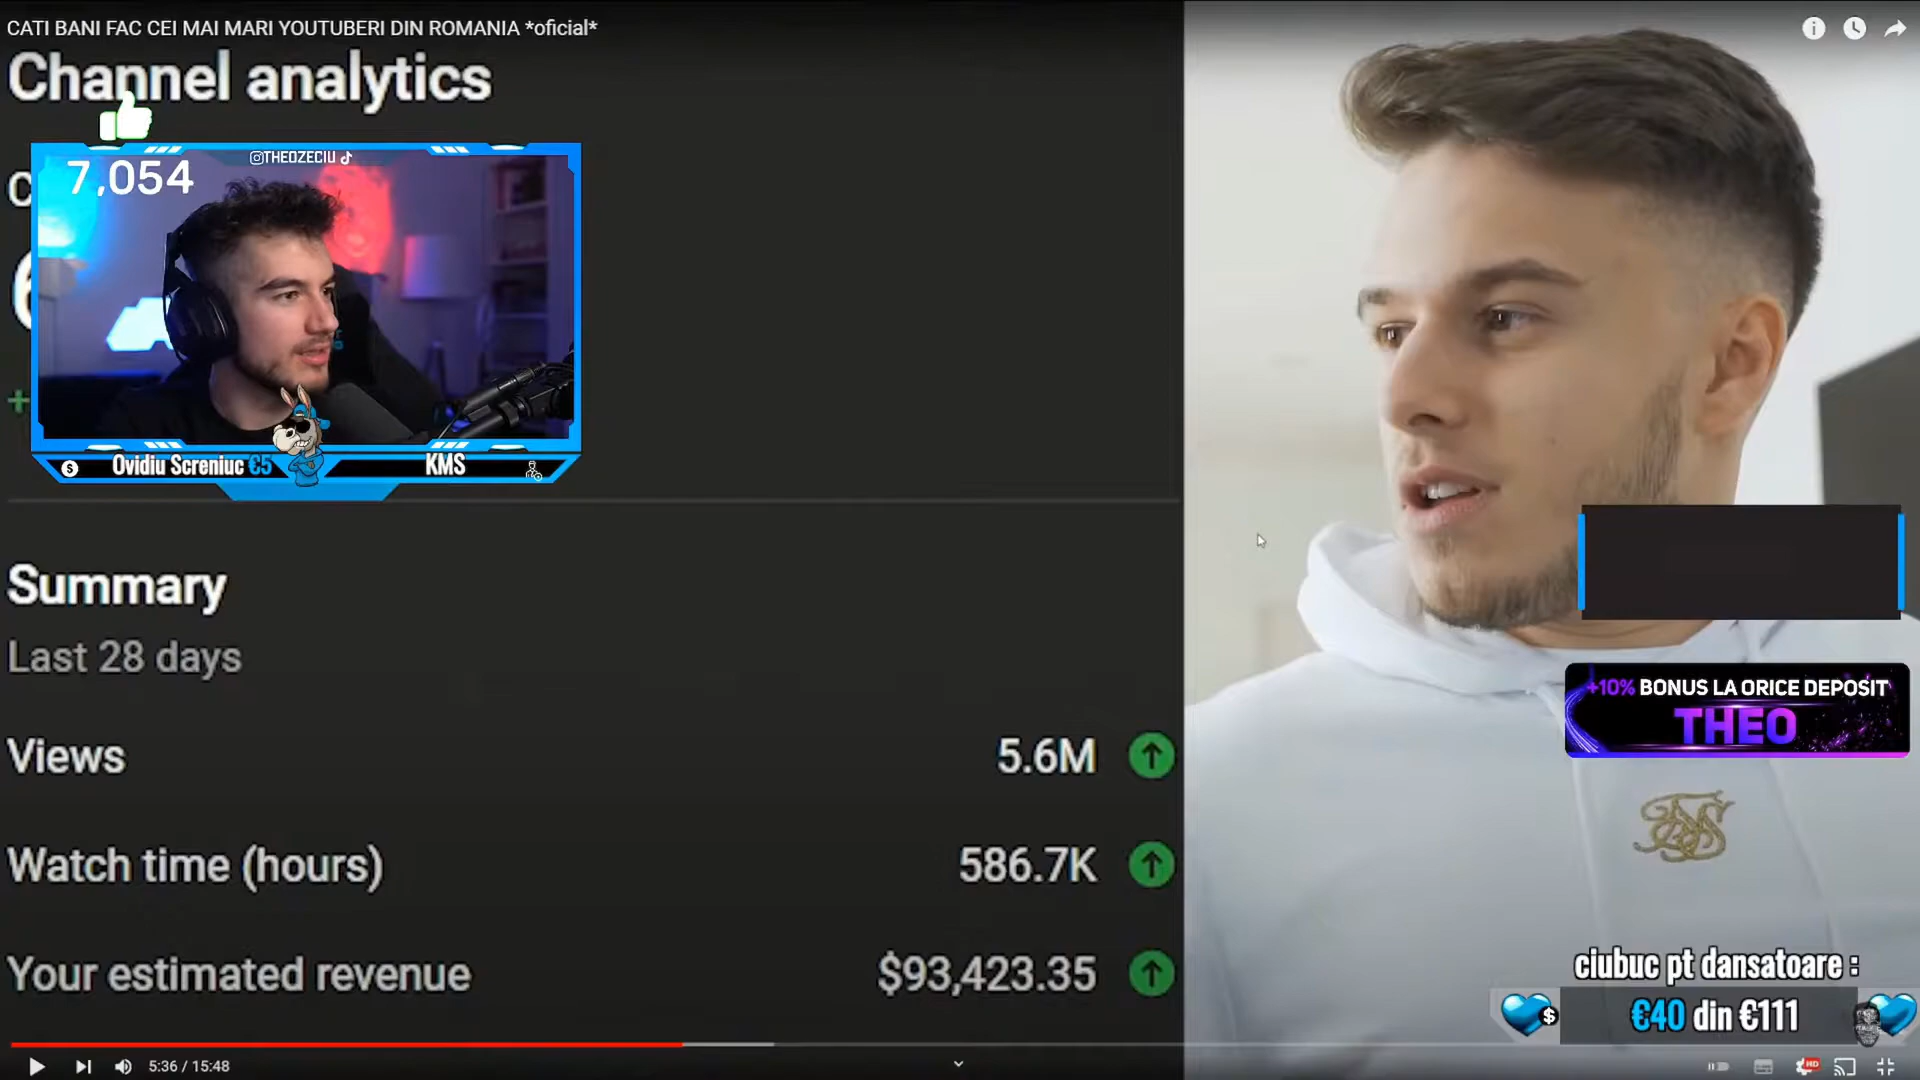 CATI BANI FAC CEI MAI MARI YOUTUBERI DIN ROMANIA *oficial*
Channel analytics
7,054
@THEOZECIU
Ovidiu Screniuc €5
KMS
Summary
Last 28 days
Views 5.6M
Watch time (hours) 586.7K
Your estimated revenue $93,423.35
+10% BONUS LA ORICE DEPOSIT
THEO
ciubuc pt dansatoare :
€40 din €111
5:36 / 15:48
HD